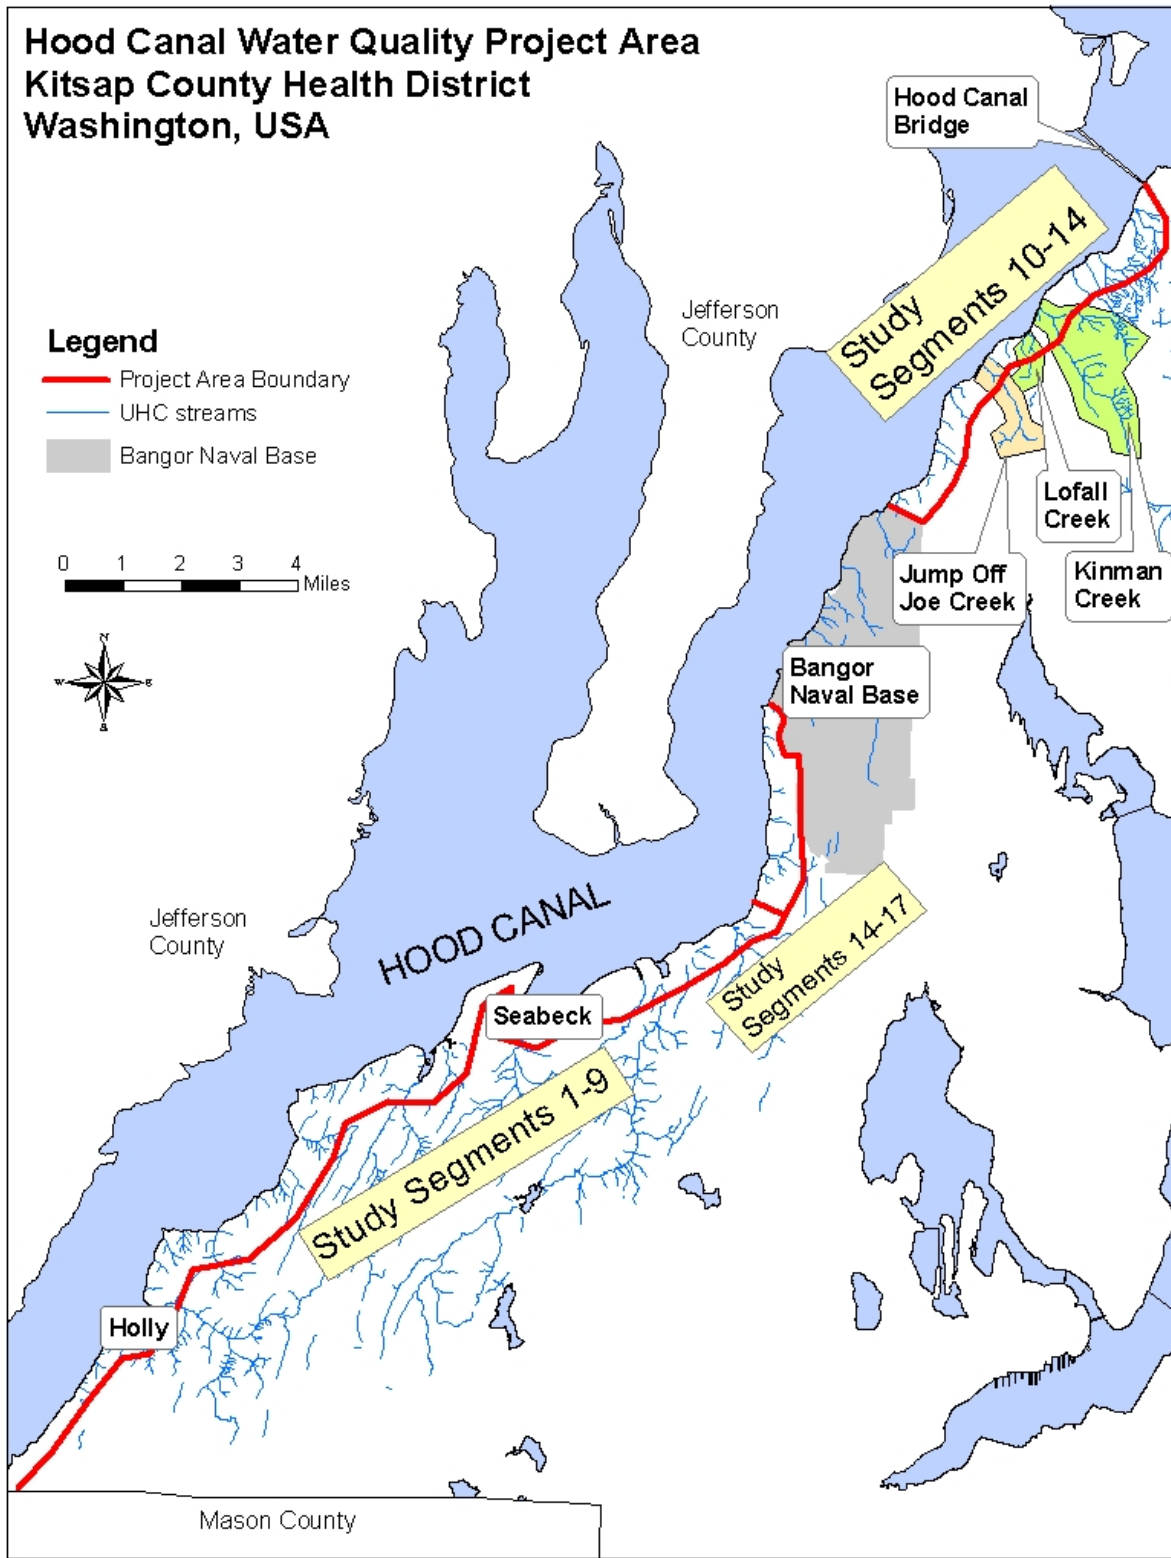 Hood Canal Water Quality Project Area
Kitsap County Health District
Washington, USA
Hood Canal
Bridge
Study
Segments 10-14
Jefferson
County
Legend
Project Area Boundary
UHC streams
Bangor Naval Base
0 1 2 3 4
Miles
N
W E
S
Lofall
Creek
Jump Off
Joe Creek
Kinman
Creek
Bangor
Naval Base
Jefferson
County
HOOD CANAL
Study
Segments 14-17
Seabeck
Study Segments 1-9
Holly
Mason County